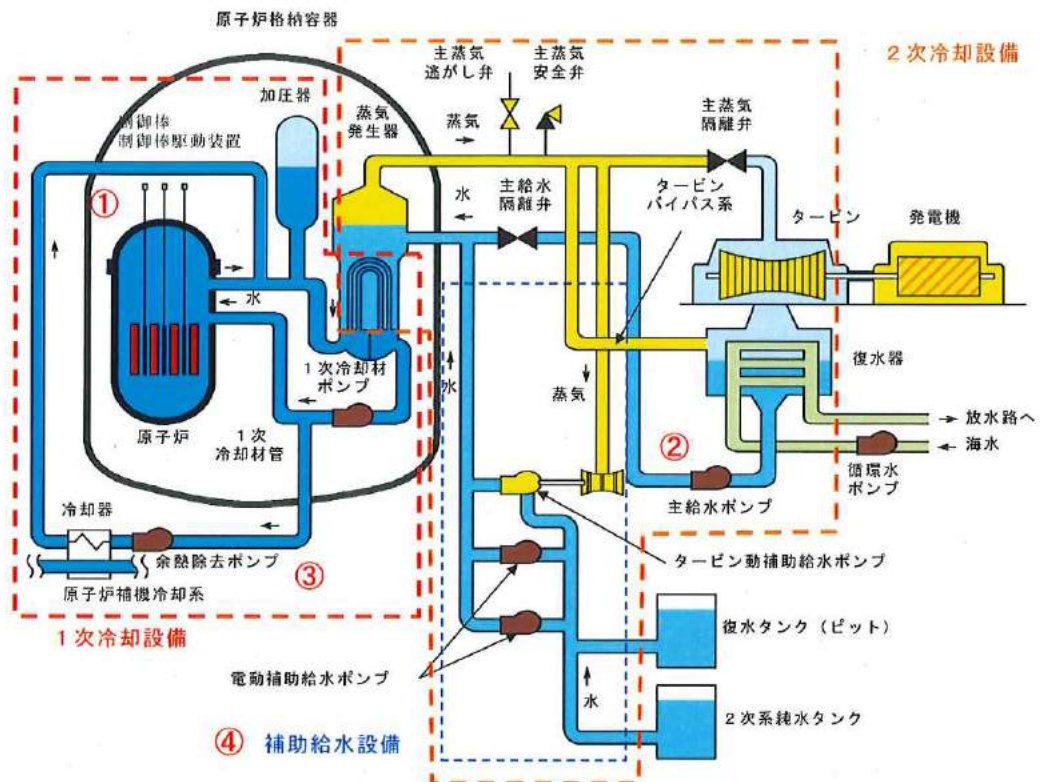 原子炉格納容器
主蒸気
逃がし弁
主蒸気
安全弁
2次冷却設備
加圧器
蒸気
発生器
蒸気
主蒸気
隔離弁
制御棒
制御棒駆動装置
①
水
主給水
隔離弁
タービン
バイパス系
タービン
発電機
水
1次冷却材
ポンプ
水
蒸気
復水器
原子炉
1次
冷却材管
②
放水路へ
海水
循環水
ポンプ
主給水ポンプ
冷却器
余熱除去ポンプ
③
原子炉補機冷却系
タービン動補助給水ポンプ
1次冷却設備
復水タンク（ピット）
電動補助給水ポンプ
水
2次系純水タンク
④ 補助給水設備